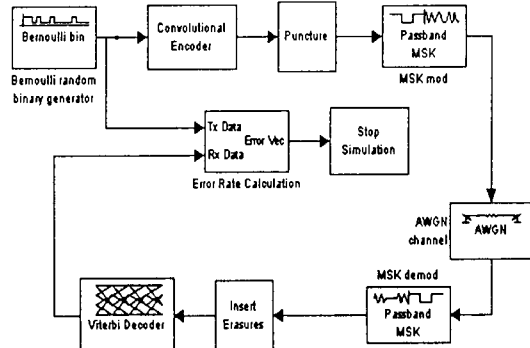 Bernoulli bin
Bernoulli random
binary generator
Convolutional
Encoder
Puncture
Passband
MSK
MSK mod
Tx Data
Error Vec
Rx Data
Error Rate Calculation
Stop
Simulation
AWGN
channel
AWGN
MSK demod
Passband
MSK
Insert
Erasures
Viterbi Decoder